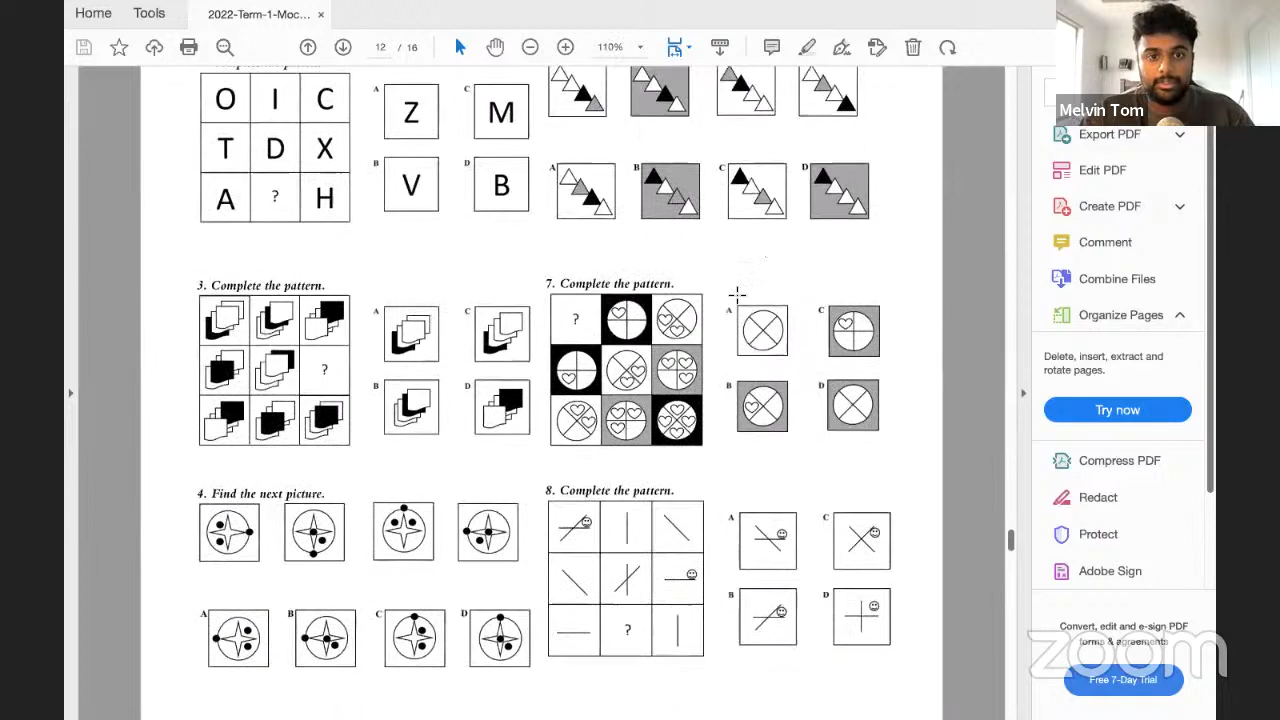 Home
Tools
2022-Term-1-Moc... ×
12 / 16
110%
Melvin Tom
O I C
T D X
A ? H
A Z
C M
B V
D B
A
B
C
D
3. Complete the pattern.
?
A
C
B
D
7. Complete the pattern.
?
A
C
B
D
4. Find the next picture.
A
B
C
D
8. Complete the pattern.
?
A
C
B
D
Export PDF
Edit PDF
Create PDF
Comment
Combine Files
Organize Pages
Delete, insert, extract and
rotate pages.
Try now
Compress PDF
Redact
Protect
Adobe Sign
Convert, edit and e-sign PDF
forms & agreements
Free 7-Day Trial
zoom